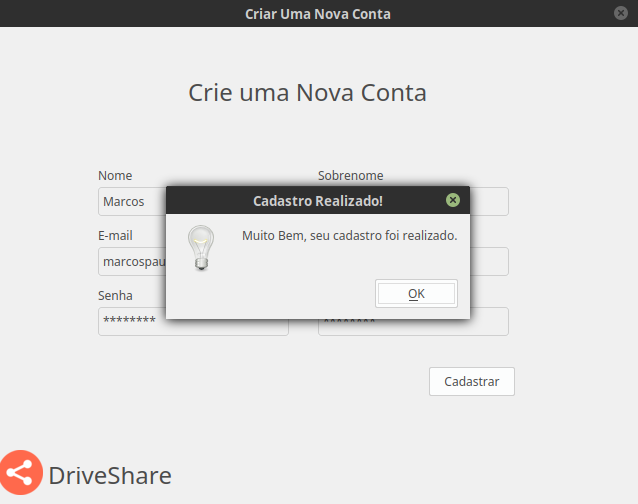 Criar Uma Nova Conta
Crie uma Nova Conta
Nome
Sobrenome
Marcos
Cadastro Realizado!
E-mail
Muito Bem, seu cadastro foi realizado.
marcospau
Senha
OK
********
********
Cadastrar
DriveShare